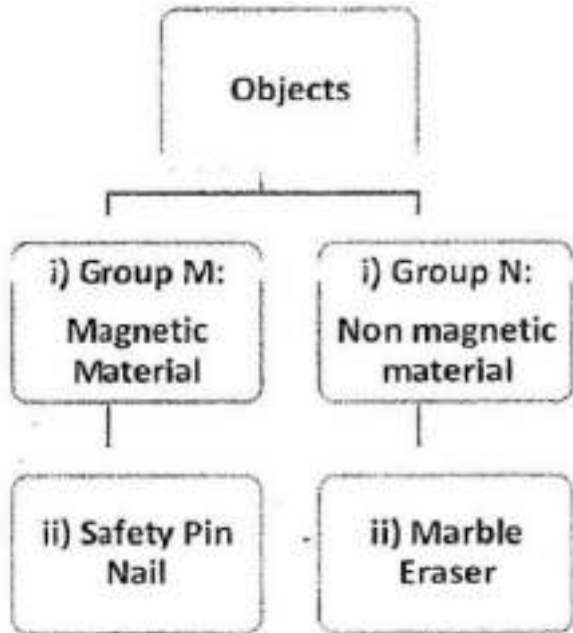 Objects
i) Group M:
Magnetic
Material
i) Group N:
Non magnetic
material
ii) Safety Pin
Nail
ii) Marble
Eraser